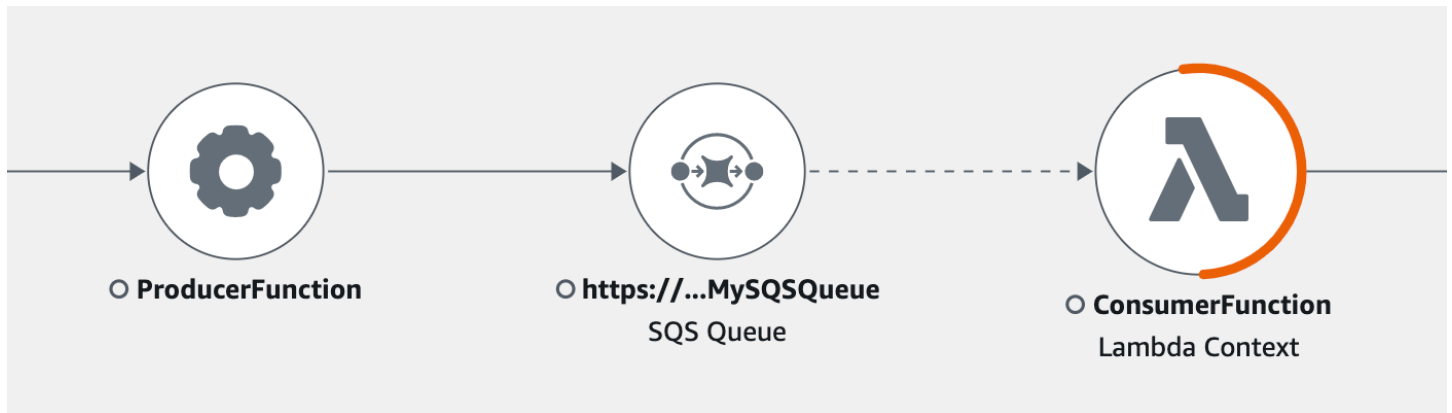 ProducerFunction
https://...MySQSQueue
SQS Queue
ConsumerFunction
Lambda Context